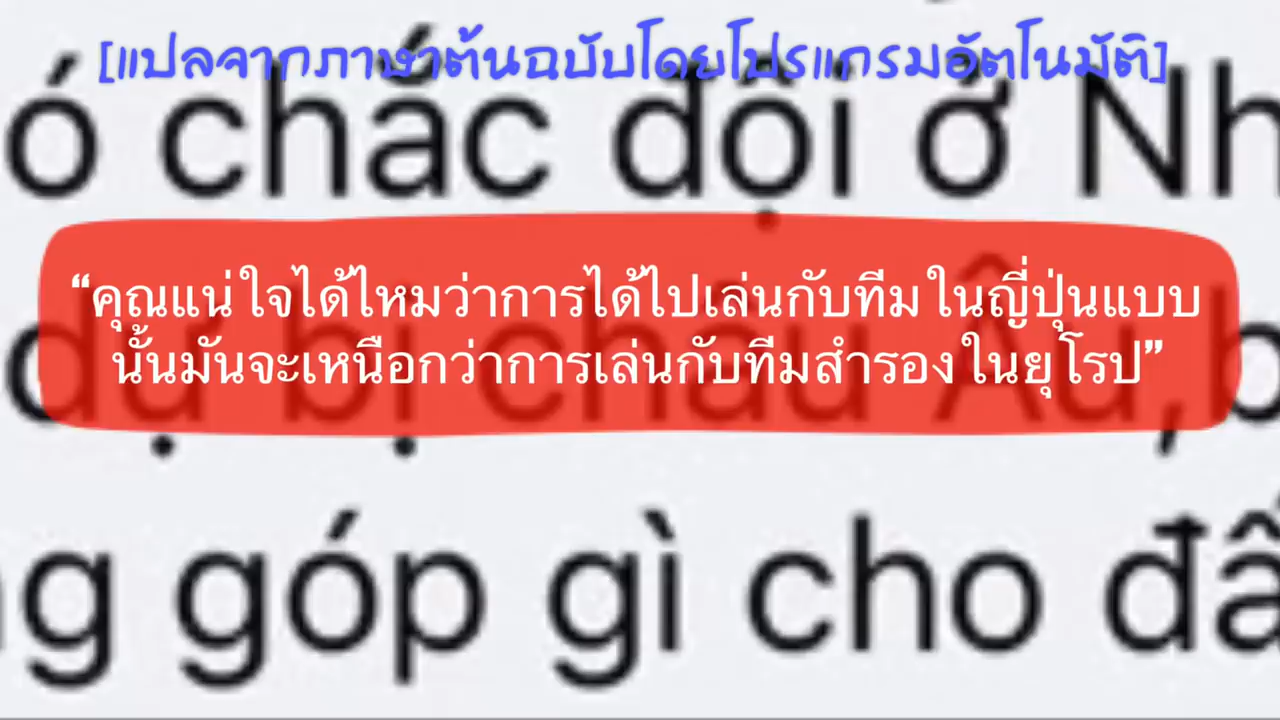 [แปลจากภาษาต้นฉบับโดยโปรแกรมอัตโนมัติ]
ó chắc đội ở Nh
“คุณแน่ใจได้ไหมว่าการได้ไปเล่นกับทีมในญี่ปุ่นแบบ
นั้นมันจะเหนือกว่าการเล่นกับทีมสำรองในยุโรป”
dự bị châu Âu, b
ng góp gì cho đấ